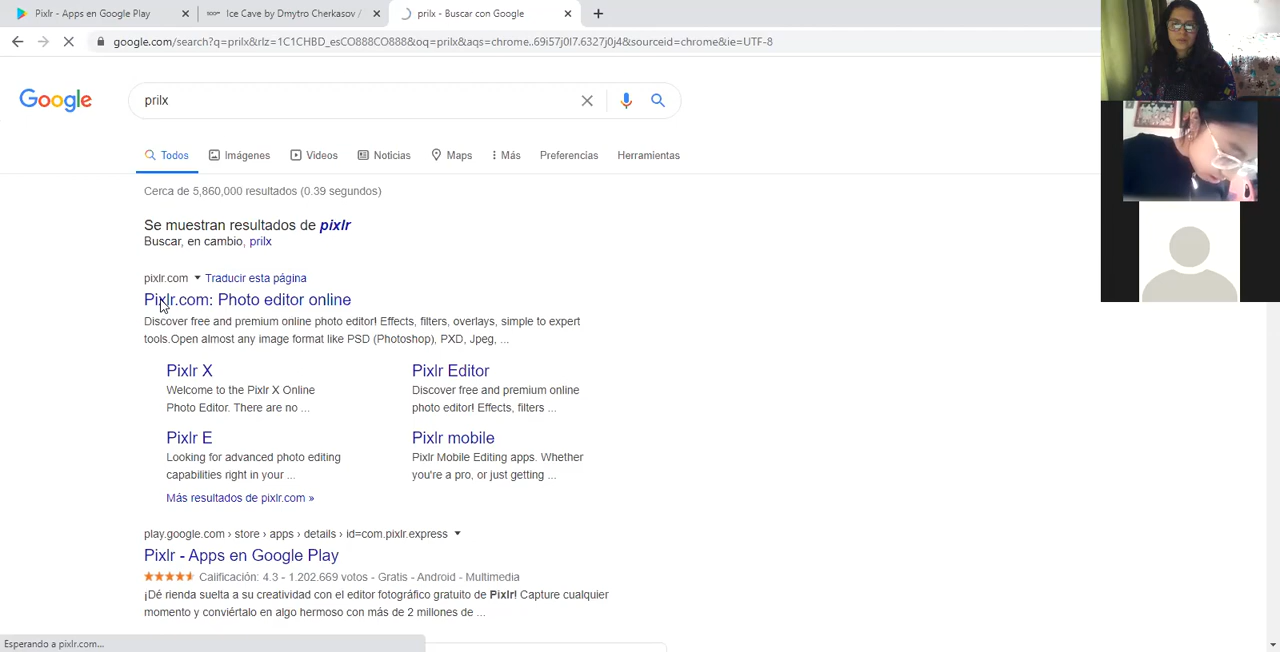 Pixlr - Apps en Google Play
Ice Cave by Dmytro Cherkasov /
prilx - Buscar con Google
google.com/search?q=prilx&rlz=1C1CHBD_esCO888CO888&oq=prilx&aqs=chrome..69i57j0l7.6327j0j4&sourceid=chrome&ie=UTF-8
Google
prilx
Todos
Imágenes
Videos
Noticias
Maps
Más
Preferencias
Herramientas
Cerca de 5,860,000 resultados (0.39 segundos)
Se muestran resultados de pixlr
Buscar, en cambio, prilx
pixlr.com
Traducir esta página
Pixlr.com: Photo editor online
Discover free and premium online photo editor! Effects, filters, overlays, simple to expert
tools.Open almost any image format like PSD (Photoshop), PXD, Jpeg, ...
Pixlr X
Welcome to the Pixlr X Online
Photo Editor. There are no ...
Pixlr Editor
Discover free and premium online
photo editor! Effects, filters ...
Pixlr E
Looking for advanced photo editing
capabilities right in your ...
Pixlr mobile
Pixlr Mobile Editing apps. Whether
you're a pro, or just getting ...
Más resultados de pixlr.com »
play.google.com › store › apps › details › id=com.pixlr.express
Pixlr - Apps en Google Play
Calificación: 4.3 - 1.202.669 votos - Gratis - Android - Multimedia
¡Dé rienda suelta a su creatividad con el editor fotográfico gratuito de Pixlr! Capture cualquier
momento y conviértalo en algo hermoso con más de 2 millones de ...
Esperando a pixlr.com...